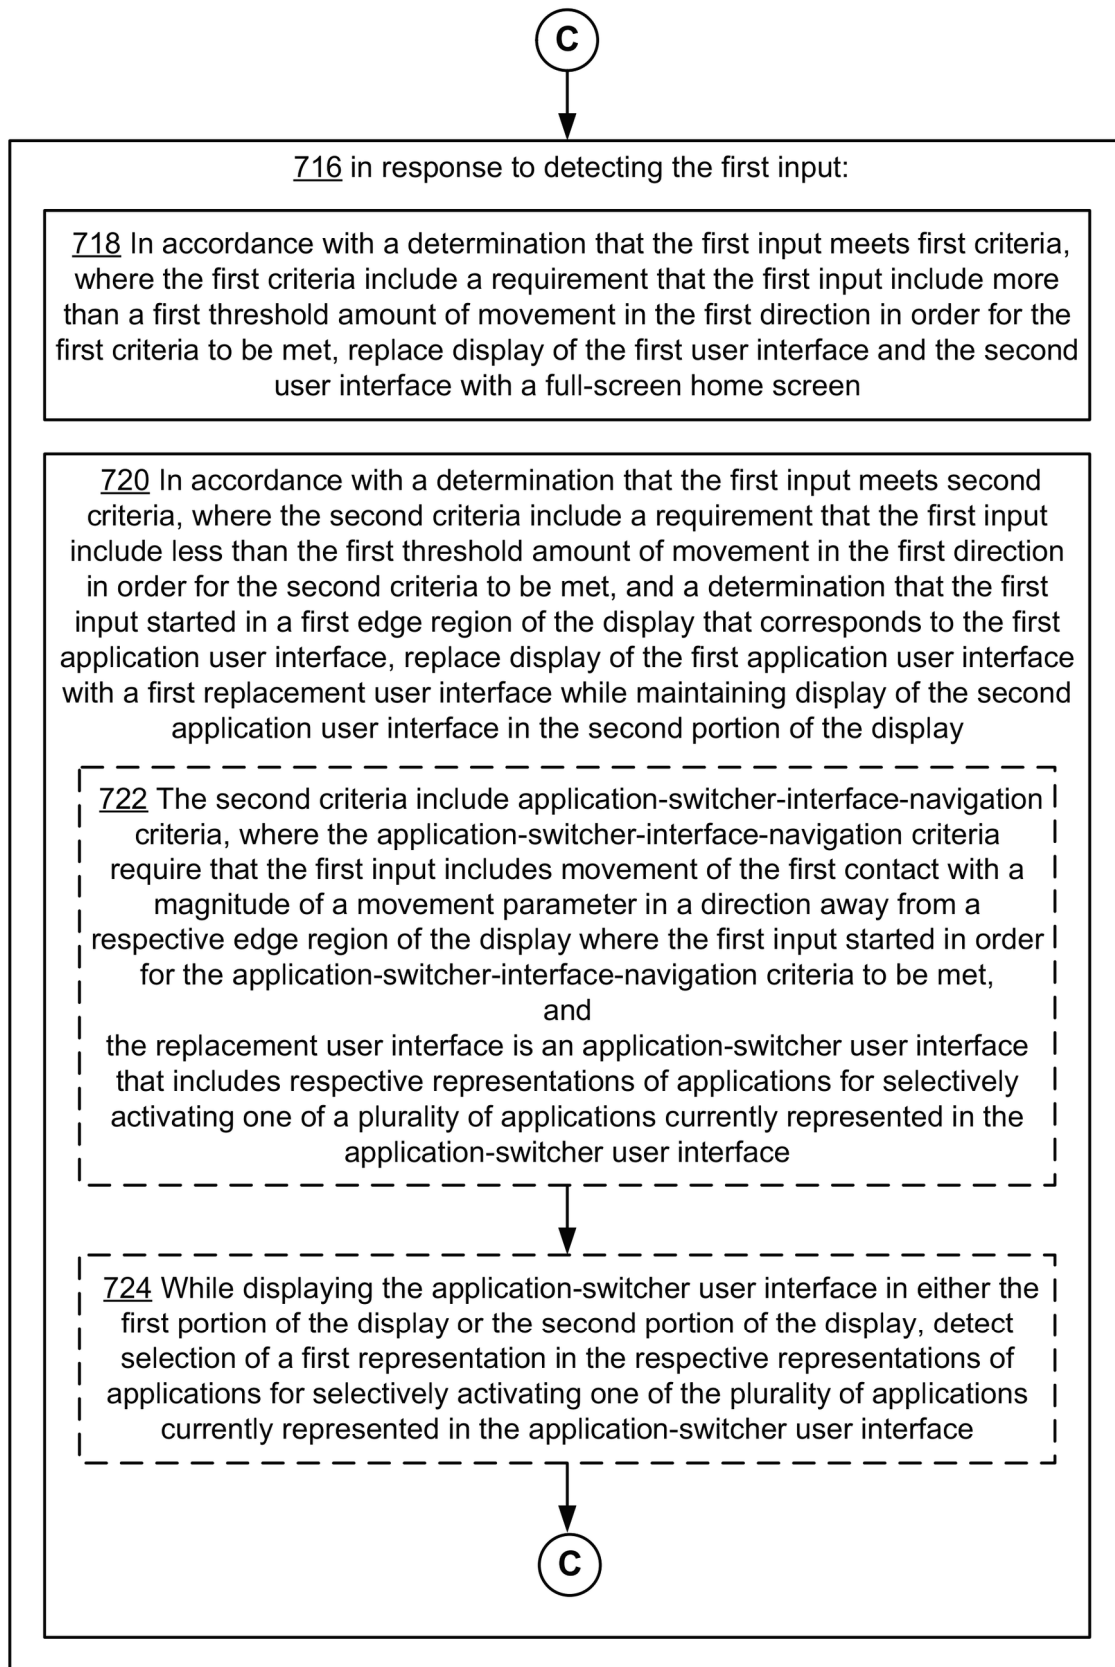 C
716 in response to detecting the first input:
718 In accordance with a determination that the first input meets first criteria,
where the first criteria include a requirement that the first input include more
than a first threshold amount of movement in the first direction in order for the
first criteria to be met, replace display of the first user interface and the second
user interface with a full-screen home screen
720 In accordance with a determination that the first input meets second
criteria, where the second criteria include a requirement that the first input
include less than the first threshold amount of movement in the first direction
in order for the second criteria to be met, and a determination that the first
input started in a first edge region of the display that corresponds to the first
application user interface, replace display of the first application user interface
with a first replacement user interface while maintaining display of the second
application user interface in the second portion of the display
722 The second criteria include application-switcher-interface-navigation
criteria, where the application-switcher-interface-navigation criteria
require that the first input includes movement of the first contact with a
magnitude of a movement parameter in a direction away from a
respective edge region of the display where the first input started in order
for the application-switcher-interface-navigation criteria to be met,
and
the replacement user interface is an application-switcher user interface
that includes respective representations of applications for selectively
activating one of a plurality of applications currently represented in the
application-switcher user interface
724 While displaying the application-switcher user interface in either the
first portion of the display or the second portion of the display, detect
selection of a first representation in the respective representations of
applications for selectively activating one of the plurality of applications
currently represented in the application-switcher user interface
C